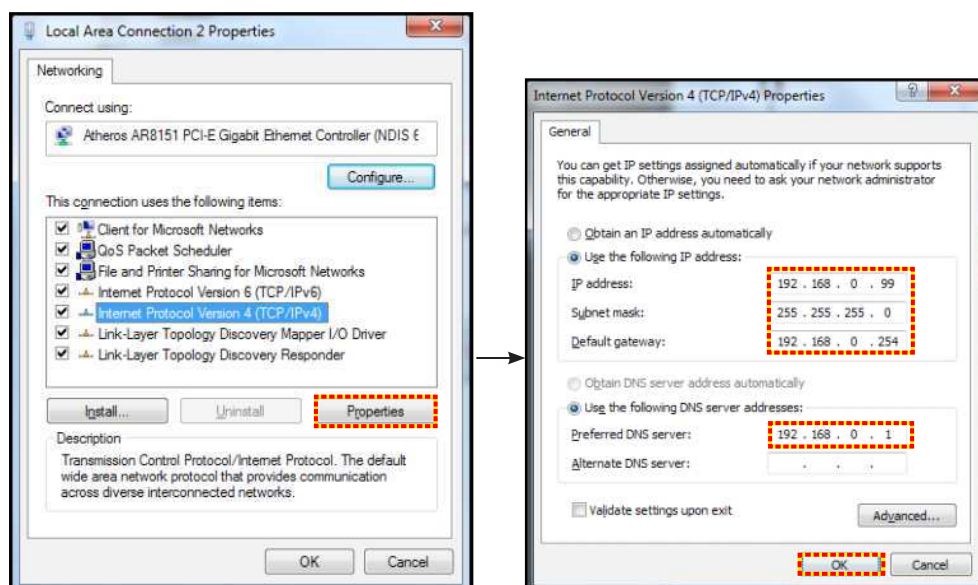 Local Area Connection 2 Properties
Networking
Connect using:
Atheros AR8151 PCI-E Gigabit Ethernet Controller (NDIS 6
Configure...
This connection uses the following items:
Client for Microsoft Networks
QoS Packet Scheduler
File and Printer Sharing for Microsoft Networks
Internet Protocol Version 6 (TCP/IPv6)
Internet Protocol Version 4 (TCP/IPv4)
Link-Layer Topology Discovery Mapper I/O Driver
Link-Layer Topology Discovery Responder
Install...
Uninstall
Properties
Description
Transmission Control Protocol/Internet Protocol. The default
wide area network protocol that provides communication
across diverse interconnected networks.
OK
Cancel
Internet Protocol Version 4 (TCP/IPv4) Properties
General
You can get IP settings assigned automatically if your network supports
this capability. Otherwise, you need to ask your network administrator
for the appropriate IP settings.
Obtain an IP address automatically
Use the following IP address:
IP address: 192 . 168 . 0 . 99
Subnet mask: 255 . 255 . 255 . 0
Default gateway: 192 . 168 . 0 . 254
Obtain DNS server address automatically
Use the following DNS server addresses:
Preferred DNS server: 192 . 168 . 0 . 1
Alternate DNS server: . . .
Validate settings upon exit
Advanced...
OK
Cancel